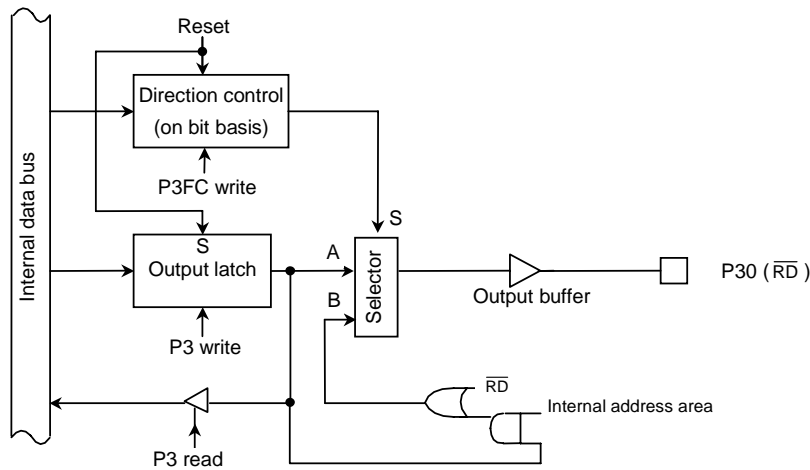 Reset
Direction control
(on bit basis)
P3FC write
Internal data bus
S
S
Output latch
A
B
Selector
Output buffer
P30 (RD)
P3 write
RD
Internal address area
P3 read